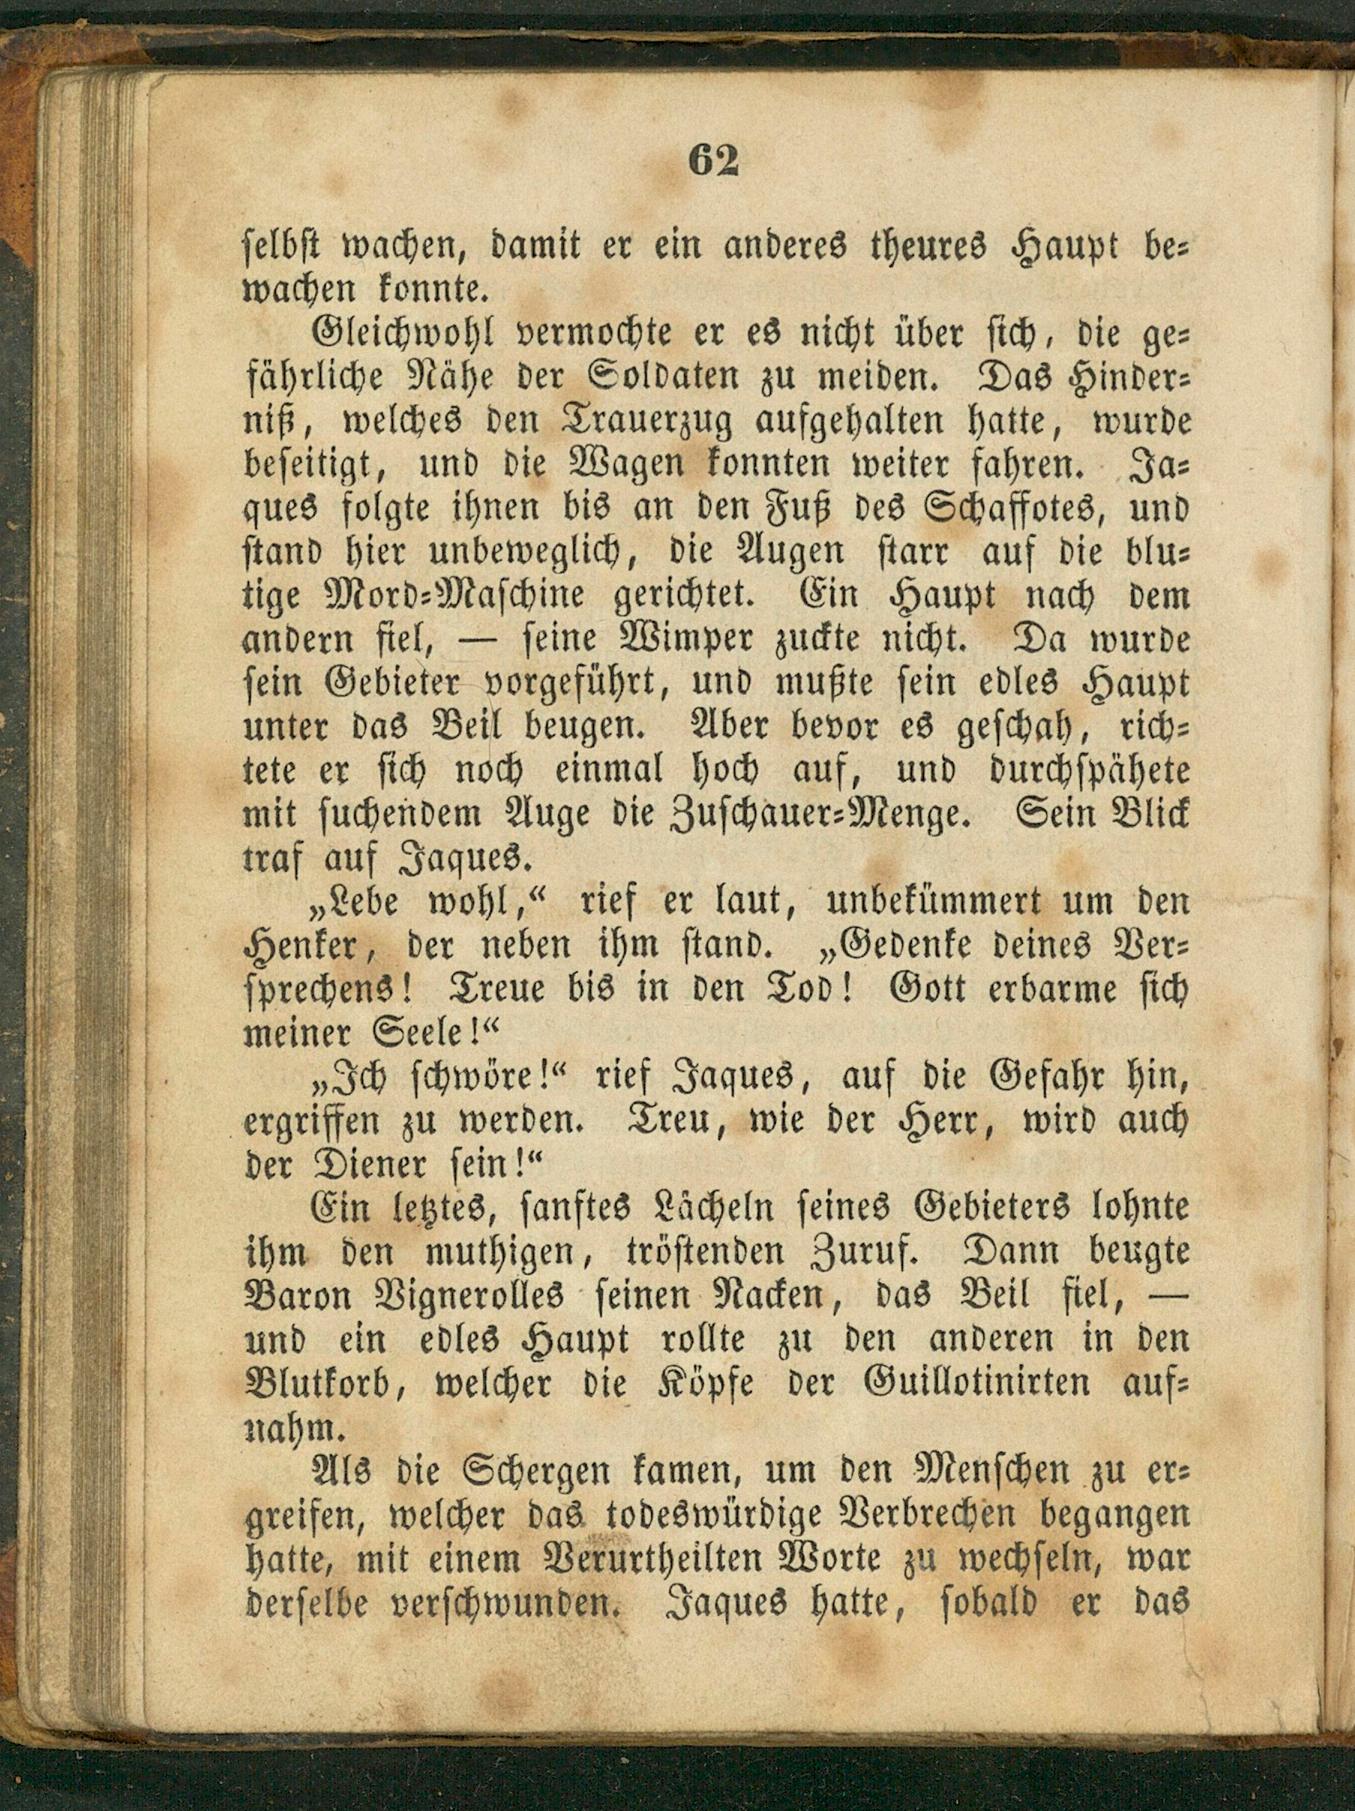 62
selbst wachen, damit er ein anderes theures Haupt be-
wachen konnte.
Gleichwohl vermochte er es nicht über sich, die ge-
fährliche Nähe der Soldaten zu meiden. Das Hinder-
niß, welches den Trauerzug aufgehalten hatte, wurde
beseitigt, und die Wagen konnten weiter fahren. Ja-
ques folgte ihnen bis an den Fuß des Schaffotes, und
stand hier unbeweglich, die Augen starr auf die blu-
tige Mord-Maschine gerichtet. Ein Haupt nach dem
andern fiel, — seine Wimper zuckte nicht. Da wurde
sein Gebieter vorgeführt, und mußte sein edles Haupt
unter das Beil beugen. Aber bevor es geschah, rich-
tete er sich noch einmal hoch auf, und durchspähete
mit suchendem Auge die Zuschauer-Menge. Sein Blick
traf auf Jaques.
„Lebe wohl,“ rief er laut, unbekümmert um den
Henker, der neben ihm stand. „Gedenke deines Ver-
sprechens! Treue bis in den Tod! Gott erbarme sich
meiner Seele!“
„Ich schwöre!“ rief Jaques, auf die Gefahr hin,
ergriffen zu werden. Treu, wie der Herr, wird auch
der Diener sein!“
Ein letztes, sanftes Lächeln seines Gebieters lohnte
ihm den muthigen, tröstenden Zuruf. Dann beugte
Baron Vignerolles seinen Nacken, das Beil fiel, —
und ein edles Haupt rollte zu den anderen in den
Blutkorb, welcher die Köpfe der Guillotinirten auf-
nahm.
Als die Schergen kamen, um den Menschen zu er-
greifen, welcher das todeswürdige Verbrechen begangen
hatte, mit einem Verurtheilten Worte zu wechseln, war
derselbe verschwunden. Jaques hatte, sobald er das